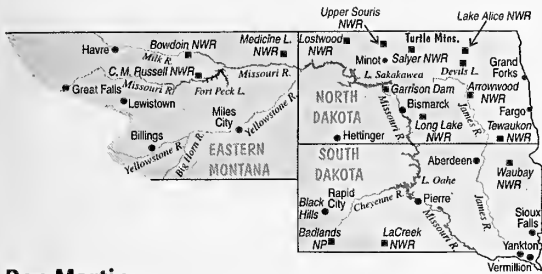 Upper Souris
NWR
Lake Alice NWR
Medicine L.
NWR
Lostwood
NWR
Turtle Mtns.
Havre
Bowdoin NWR
Milk R.
Minot
Salyer NWR
Grand
Forks
C. M. Russell NWR
Missouri R.
L. Sakakawea
Devils L.
Great Falls
Missouri R.
Fort Peck L.
Garrison Dam
Arrowwood
NWR
Lewistown
NORTH
DAKOTA
Bismarck
James R.
Fargo
Miles
City
Yellowstone R.
Missouri R.
Long Lake
NWR
Tewaukon
NWR
Billings
Hettinger
Yellowstone R.
Big Horn R.
EASTERN
MONTANA
SOUTH
DAKOTA
Aberdeen
Waubay
NWR
L. Oahe
Rapid
City
Black
Hills
Cheyenne R.
Pierre
James R.
Sioux
Falls
Badlands
NP
LaCreek
NWR
Missouri R.
Yankton
Vermillion